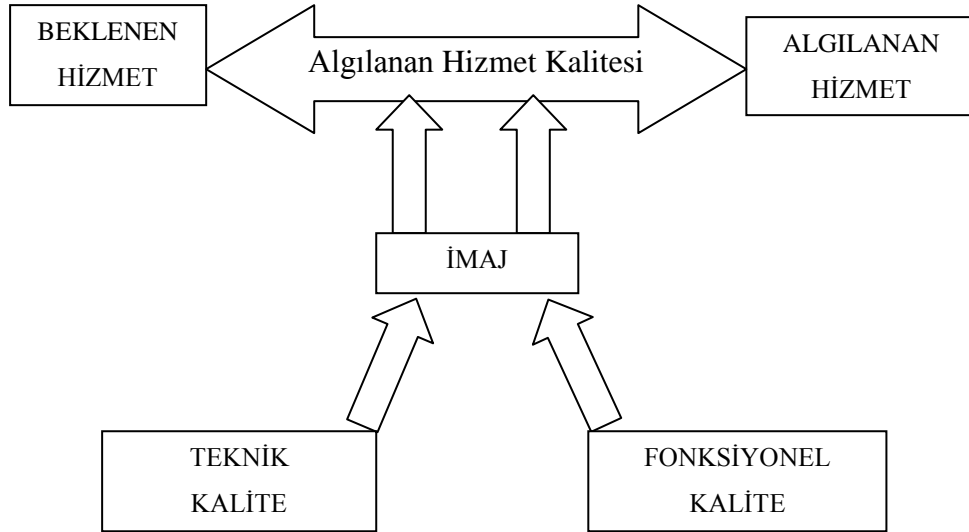 BEKLENEN
HİZMET
Algılanan Hizmet Kalitesi
ALGILANAN
HİZMET
İMAJ
TEKNİK
KALİTE
FONKSİYONEL
KALİTE